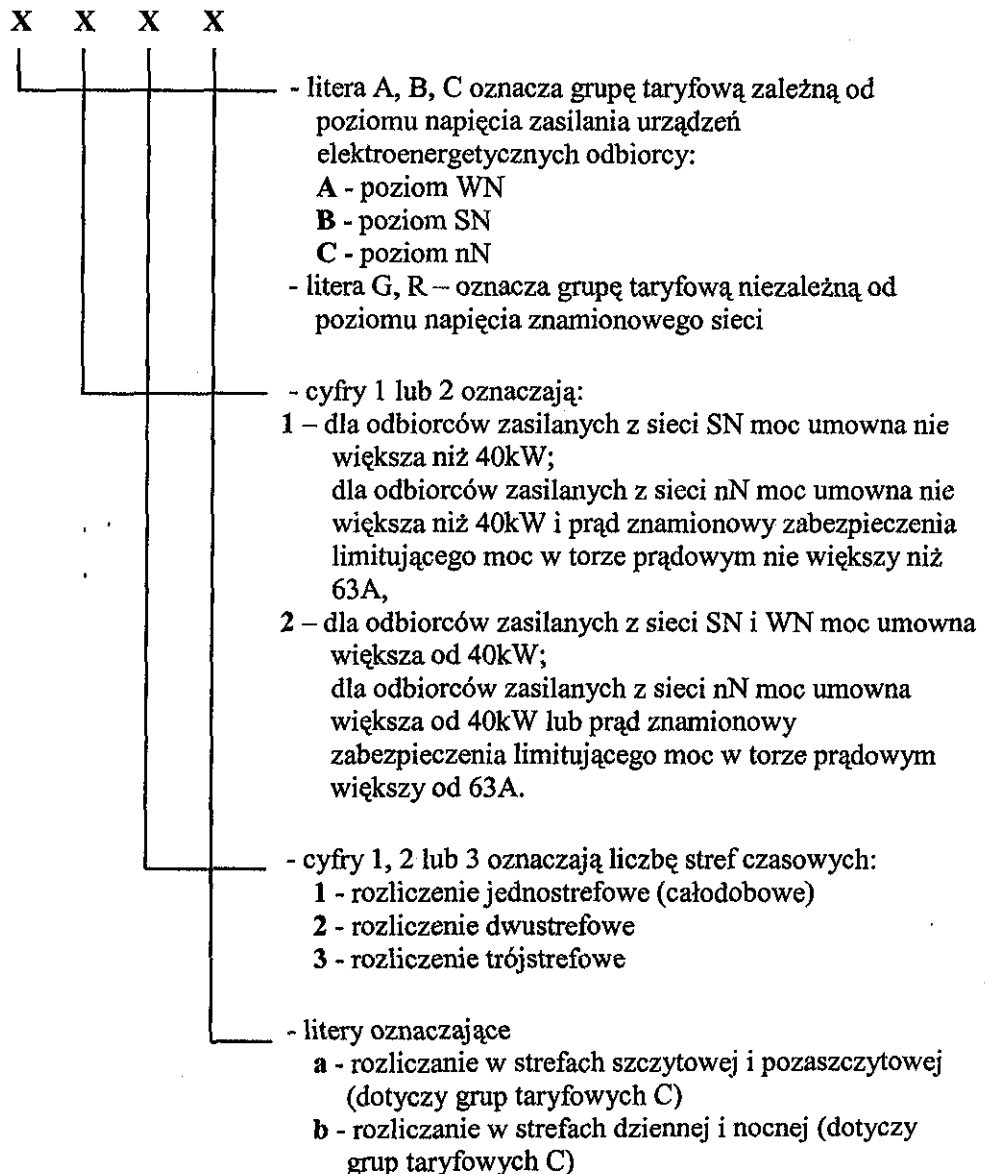 X X X X
- litera A, B, C oznacza grupę taryfową zależną od
poziomu napięcia zasilania urządzeń
elektroenergetycznych odbiorcy:
A - poziom WN
B - poziom SN
C - poziom nN
- litera G, R – oznacza grupę taryfową niezależną od
poziomu napięcia znamionowego sieci
- cyfry 1 lub 2 oznaczają:
1 – dla odbiorców zasilanych z sieci SN moc umowna nie
większa niż 40kW;
dla odbiorców zasilanych z sieci nN moc umowna nie
większa niż 40kW i prąd znamionowy zabezpieczenia
limitującego moc w torze prądowym nie większy niż
63A,
2 – dla odbiorców zasilanych z sieci SN i WN moc umowna
większa od 40kW;
dla odbiorców zasilanych z sieci nN moc umowna
większa od 40kW lub prąd znamionowy
zabezpieczenia limitującego moc w torze prądowym
większy od 63A.
- cyfry 1, 2 lub 3 oznaczają liczbę stref czasowych:
1 - rozliczenie jednostrefowe (całodobowe)
2 - rozliczenie dwustrefowe
3 - rozliczenie trójstrefowe
- litery oznaczające
a - rozliczanie w strefach szczytowej i pozaszczytowej
(dotyczy grup taryfowych C)
b - rozliczanie w strefach dziennej i nocnej (dotyczy
grup taryfowych C)